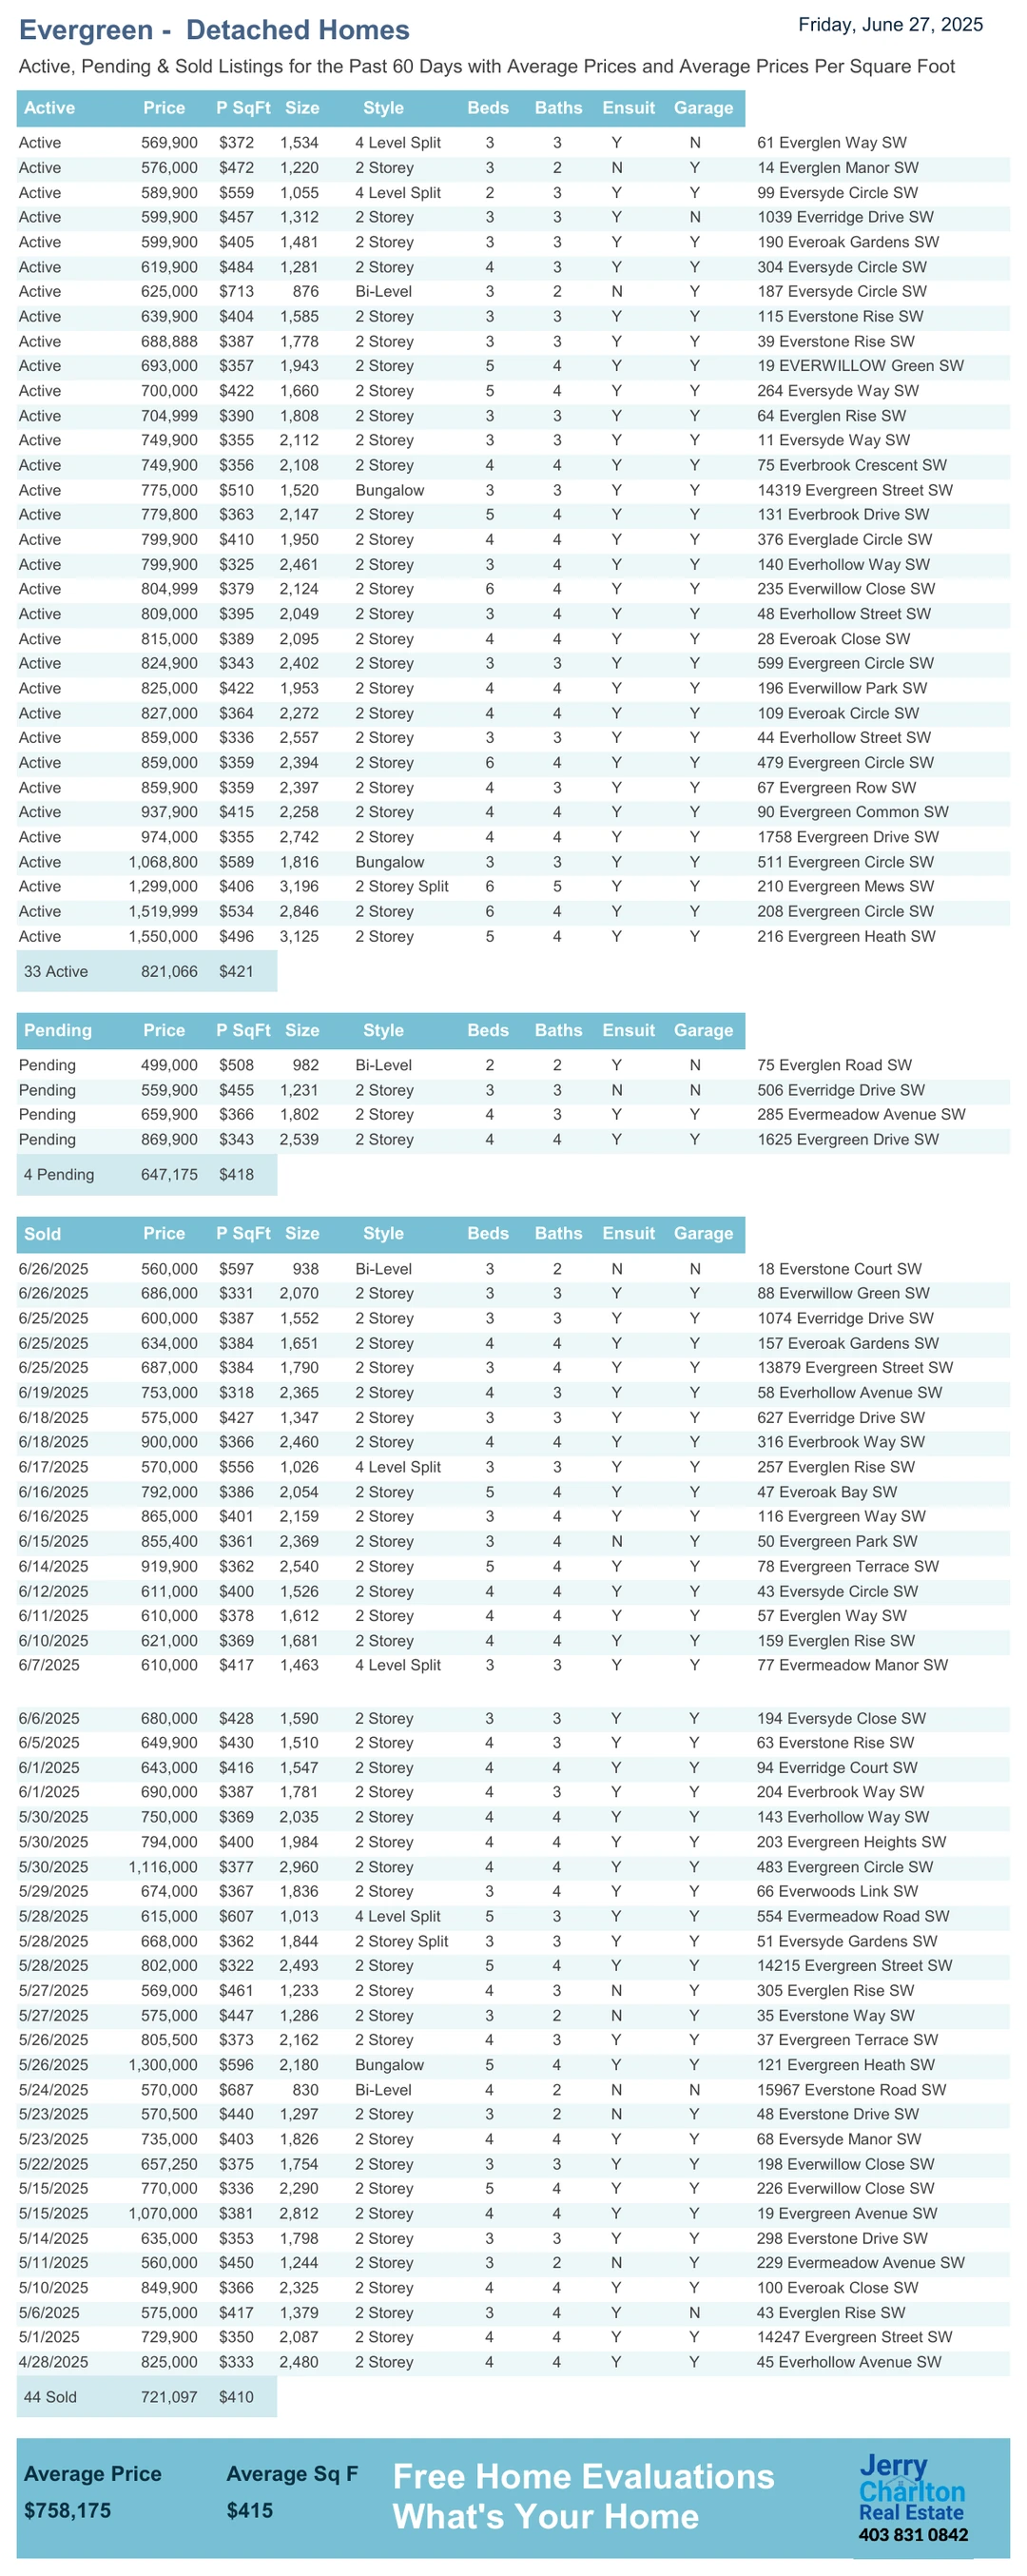 Evergreen - Detached Homes
Friday, June 27, 2025
Active, Pending & Sold Listings for the Past 60 Days with Average Prices and Average Prices Per Square Foot
Active Price P SqFt Size Style Beds Baths Ensuit Garage
Active 569,900 $372 1,534 4 Level Split 3 3 Y N 61 Everglen Way SW
Active 576,000 $472 1,220 2 Storey 3 2 N Y 14 Everglen Manor SW
Active 589,900 $559 1,055 4 Level Split 2 3 Y Y 99 Eversyde Circle SW
Active 599,900 $457 1,312 2 Storey 3 3 Y N 1039 Everridge Drive SW
Active 599,900 $405 1,481 2 Storey 3 3 Y Y 190 Everoak Gardens SW
Active 619,900 $484 1,281 2 Storey 4 3 Y Y 304 Eversyde Circle SW
Active 625,000 $713 876 Bi-Level 3 2 N Y 187 Eversyde Circle SW
Active 639,900 $404 1,585 2 Storey 3 3 Y Y 115 Everstone Rise SW
Active 688,888 $387 1,778 2 Storey 3 3 Y Y 39 Everstone Rise SW
Active 693,000 $357 1,943 2 Storey 5 4 Y Y 19 EVERWILLOW Green SW
Active 700,000 $422 1,660 2 Storey 5 4 Y Y 264 Eversyde Way SW
Active 704,999 $390 1,808 2 Storey 3 3 Y Y 64 Everglen Rise SW
Active 749,900 $355 2,112 2 Storey 3 3 Y Y 11 Eversyde Way SW
Active 749,900 $356 2,108 2 Storey 4 4 Y Y 75 Everbrook Crescent SW
Active 775,000 $510 1,520 Bungalow 3 3 Y Y 14319 Evergreen Street SW
Active 779,800 $363 2,147 2 Storey 5 4 Y Y 131 Everbrook Drive SW
Active 799,900 $410 1,950 2 Storey 4 4 Y Y 376 Everglade Circle SW
Active 799,900 $325 2,461 2 Storey 3 4 Y Y 140 Everhollow Way SW
Active 804,999 $379 2,124 2 Storey 6 4 Y Y 235 Everwillow Close SW
Active 809,000 $395 2,049 2 Storey 3 4 Y Y 48 Everhollow Street SW
Active 815,000 $389 2,095 2 Storey 4 4 Y Y 28 Everoak Close SW
Active 824,900 $343 2,402 2 Storey 3 3 Y Y 599 Evergreen Circle SW
Active 825,000 $422 1,953 2 Storey 4 4 Y Y 196 Everwillow Park SW
Active 827,000 $364 2,272 2 Storey 4 4 Y Y 109 Everoak Circle SW
Active 859,000 $336 2,557 2 Storey 3 3 Y Y 44 Everhollow Street SW
Active 859,000 $359 2,394 2 Storey 6 4 Y Y 479 Evergreen Circle SW
Active 859,900 $359 2,397 2 Storey 4 3 Y Y 67 Evergreen Row SW
Active 937,900 $415 2,258 2 Storey 4 4 Y Y 90 Evergreen Common SW
Active 974,000 $355 2,742 2 Storey 4 4 Y Y 1758 Evergreen Drive SW
Active 1,068,800 $589 1,816 Bungalow 3 3 Y Y 511 Evergreen Circle SW
Active 1,299,000 $406 3,196 2 Storey Split 6 5 Y Y 210 Evergreen Mews SW
Active 1,519,999 $534 2,846 2 Storey 6 4 Y Y 208 Evergreen Circle SW
Active 1,550,000 $496 3,125 2 Storey 5 4 Y Y 216 Evergreen Heath SW
33 Active 821,066 $421
Pending Price P SqFt Size Style Beds Baths Ensuit Garage
Pending 499,000 $508 982 Bi-Level 2 2 Y N 75 Everglen Road SW
Pending 559,900 $455 1,231 2 Storey 3 3 N N 506 Everridge Drive SW
Pending 659,900 $366 1,802 2 Storey 4 3 Y Y 285 Evermeadow Avenue SW
Pending 869,900 $343 2,539 2 Storey 4 4 Y Y 1625 Evergreen Drive SW
4 Pending 647,175 $418
Sold Price P SqFt Size Style Beds Baths Ensuit Garage
6/26/2025 560,000 $597 938 Bi-Level 3 2 N N 18 Everstone Court SW
6/26/2025 686,000 $331 2,070 2 Storey 3 3 Y Y 88 Everwillow Green SW
6/25/2025 600,000 $387 1,552 2 Storey 3 3 Y Y 1074 Everridge Drive SW
6/25/2025 634,000 $384 1,651 2 Storey 4 4 Y Y 157 Everoak Gardens SW
6/25/2025 687,000 $384 1,790 2 Storey 3 4 Y Y 13879 Evergreen Street SW
6/19/2025 753,000 $318 2,365 2 Storey 4 3 Y Y 58 Everhollow Avenue SW
6/18/2025 575,000 $427 1,347 2 Storey 3 3 Y Y 627 Everridge Drive SW
6/18/2025 900,000 $366 2,460 2 Storey 4 4 Y Y 316 Everbrook Way SW
6/17/2025 570,000 $556 1,026 4 Level Split 3 3 Y Y 257 Everglen Rise SW
6/16/2025 792,000 $386 2,054 2 Storey 5 4 Y Y 47 Everoak Bay SW
6/16/2025 865,000 $401 2,159 2 Storey 3 4 Y Y 116 Evergreen Way SW
6/15/2025 855,400 $361 2,369 2 Storey 3 4 N Y 50 Evergreen Park SW
6/14/2025 919,900 $362 2,540 2 Storey 5 4 Y Y 78 Evergreen Terrace SW
6/12/2025 611,000 $400 1,526 2 Storey 4 4 Y Y 43 Eversyde Circle SW
6/11/2025 610,000 $378 1,612 2 Storey 4 4 Y Y 57 Everglen Way SW
6/10/2025 621,000 $369 1,681 2 Storey 4 4 Y Y 159 Everglen Rise SW
6/7/2025 610,000 $417 1,463 4 Level Split 3 3 Y Y 77 Evermeadow Manor SW
6/6/2025 680,000 $428 1,590 2 Storey 3 3 Y Y 194 Eversyde Close SW
6/5/2025 649,900 $430 1,510 2 Storey 4 3 Y Y 63 Everstone Rise SW
6/1/2025 643,000 $416 1,547 2 Storey 4 4 Y Y 94 Everridge Court SW
6/1/2025 690,000 $387 1,781 2 Storey 4 3 Y Y 204 Everbrook Way SW
5/30/2025 750,000 $369 2,035 2 Storey 4 4 Y Y 143 Everhollow Way SW
5/30/2025 794,000 $400 1,984 2 Storey 4 4 Y Y 203 Evergreen Heights SW
5/30/2025 1,116,000 $377 2,960 2 Storey 4 4 Y Y 483 Evergreen Circle SW
5/29/2025 674,000 $367 1,836 2 Storey 3 4 Y Y 66 Everwoods Link SW
5/28/2025 615,000 $607 1,013 4 Level Split 5 3 Y Y 554 Evermeadow Road SW
5/28/2025 668,000 $362 1,844 2 Storey Split 3 3 Y Y 51 Eversyde Gardens SW
5/28/2025 802,000 $322 2,493 2 Storey 5 4 Y Y 14215 Evergreen Street SW
5/27/2025 569,000 $461 1,233 2 Storey 4 3 N Y 305 Everglen Rise SW
5/27/2025 575,000 $447 1,286 2 Storey 3 2 N Y 35 Everstone Way SW
5/26/2025 805,500 $373 2,162 2 Storey 4 3 Y Y 37 Evergreen Terrace SW
5/26/2025 1,300,000 $596 2,180 Bungalow 5 4 Y Y 121 Evergreen Heath SW
5/24/2025 570,000 $687 830 Bi-Level 4 2 N N 15967 Everstone Road SW
5/23/2025 570,500 $440 1,297 2 Storey 3 2 N Y 48 Everstone Drive SW
5/23/2025 735,000 $403 1,826 2 Storey 4 4 Y Y 68 Eversyde Manor SW
5/22/2025 657,250 $375 1,754 2 Storey 3 3 Y Y 198 Everwillow Close SW
5/15/2025 770,000 $336 2,290 2 Storey 5 4 Y Y 226 Everwillow Close SW
5/15/2025 1,070,000 $381 2,812 2 Storey 4 4 Y Y 19 Evergreen Avenue SW
5/14/2025 635,000 $353 1,798 2 Storey 3 3 Y Y 298 Everstone Drive SW
5/11/2025 560,000 $450 1,244 2 Storey 3 2 N Y 229 Evermeadow Avenue SW
5/10/2025 849,900 $366 2,325 2 Storey 4 4 Y Y 100 Everoak Close SW
5/6/2025 575,000 $417 1,379 2 Storey 3 4 Y N 43 Everglen Rise SW
5/1/2025 729,900 $350 2,087 2 Storey 4 4 Y Y 14247 Evergreen Street SW
4/28/2025 825,000 $333 2,480 2 Storey 4 4 Y Y 45 Everhollow Avenue SW
44 Sold 721,097 $410
Average Price Average Sq F
$758,175 $415
Free Home Evaluations
What's Your Home
Jerry
Charlton
Real Estate
403 831 0842